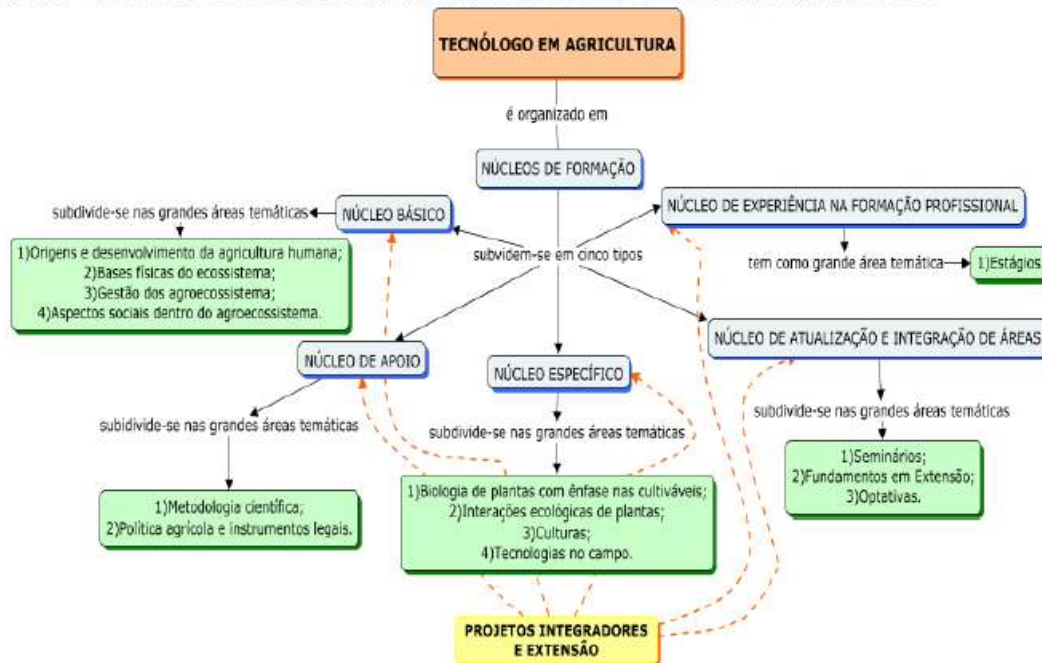 TECNÓLOGO EM AGRICULTURA
é organizado em
NÚCLEOS DE FORMAÇÃO
subvidem-se em cinco tipos
NÚCLEO BÁSICO
subdivide-se nas grandes áreas temáticas
1)Origens e desenvolvimento da agricultura humana;
2)Bases físicas do ecossistema;
3)Gestão dos agroecossistema;
4)Aspectos sociais dentro do agroecossistema.
NÚCLEO DE EXPERIÊNCIA NA FORMAÇÃO PROFISSIONAL
tem como grande área temática
1)Estágios.
NÚCLEO DE APOIO
subidivide-se nas grandes áreas temáticas
1)Metodologia científica;
2)Política agrícola e instrumentos legais.
NÚCLEO ESPECÍFICO
subdivide-se nas grandes áreas temáticas
1)Biologia de plantas com ênfase nas cultiváveis;
2)Interações ecológicas de plantas;
3)Culturas;
4)Tecnologias no campo.
NÚCLEO DE ATUALIZAÇÃO E INTEGRAÇÃO DE ÁREAS
subdivide-se nas grandes áreas temáticas
1)Seminários;
2)Fundamentos em Extensão;
3)Optativas.
PROJETOS INTEGRADORES
E EXTENSÃO